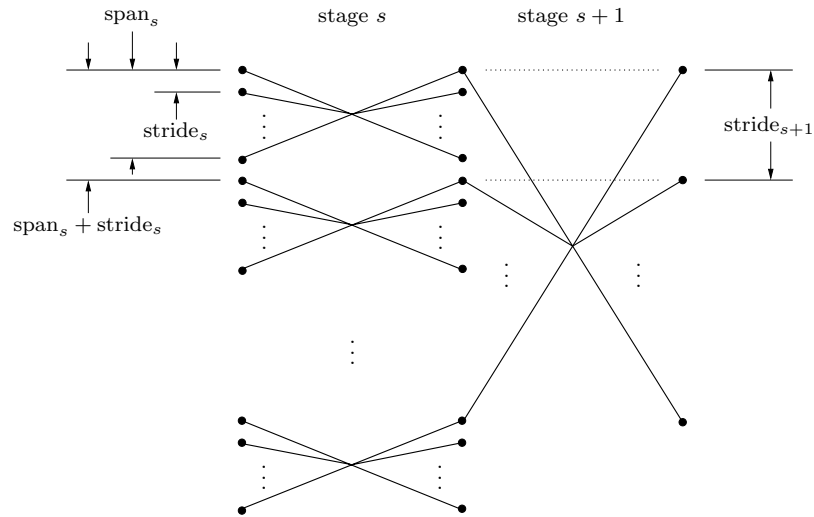 span_s
stage s
stage s + 1
stride_s
stride_{s+1}
span_s + stride_s